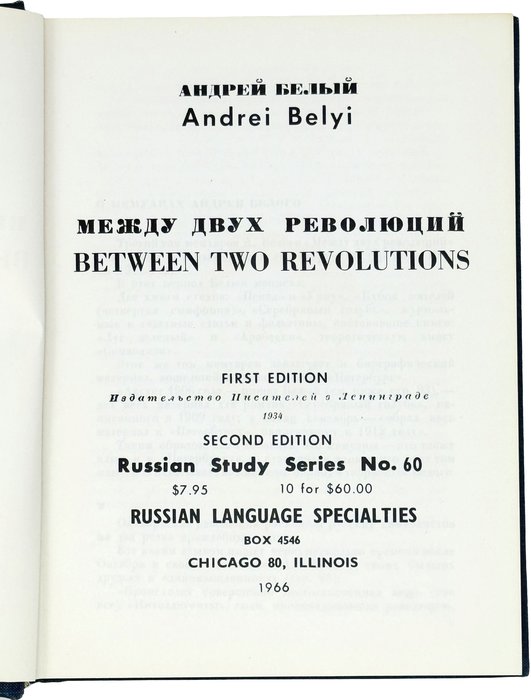 АНДРЕЙ БЕЛЫЙ
Andrei Belyi
МЕЖДУ ДВУХ РЕВОЛЮЦИЙ
BETWEEN TWO REVOLUTIONS
FIRST EDITION
Издательство Писателей в Ленинграде
1934
SECOND EDITION
Russian Study Series No. 60
$7.95 10 for $60.00
RUSSIAN LANGUAGE SPECIALTIES
BOX 4546
CHICAGO 80, ILLINOIS
1966